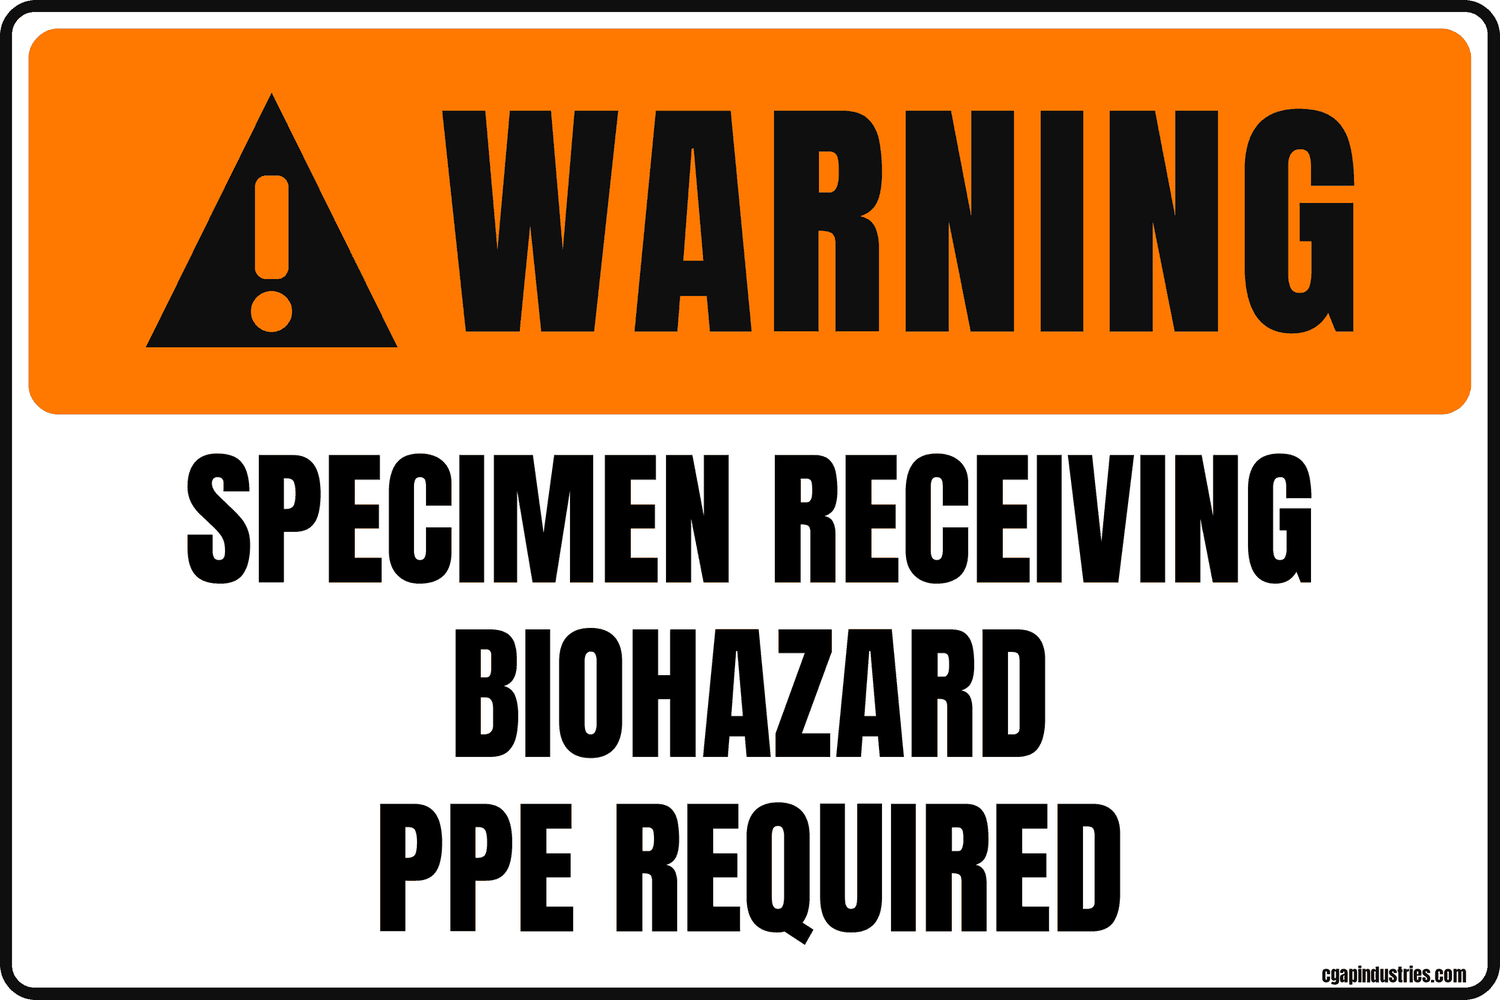 WARNING
SPECIMEN RECEIVING
BIOHAZARD
PPE REQUIRED
cgapindustries.com